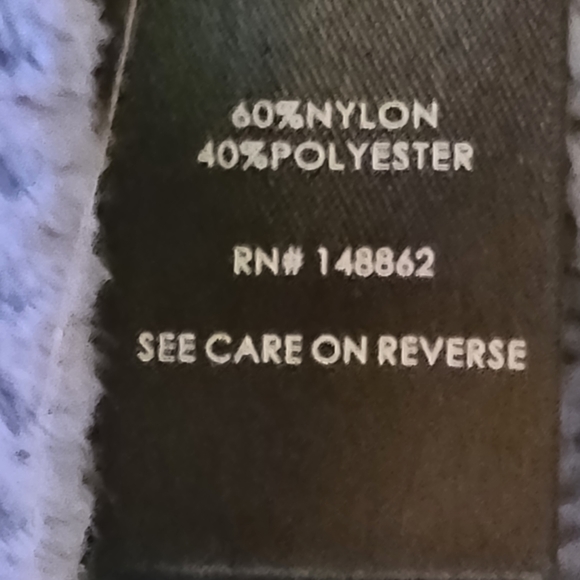 60%NYLON
40%POLYESTER
RN# 148862
SEE CARE ON REVERSE